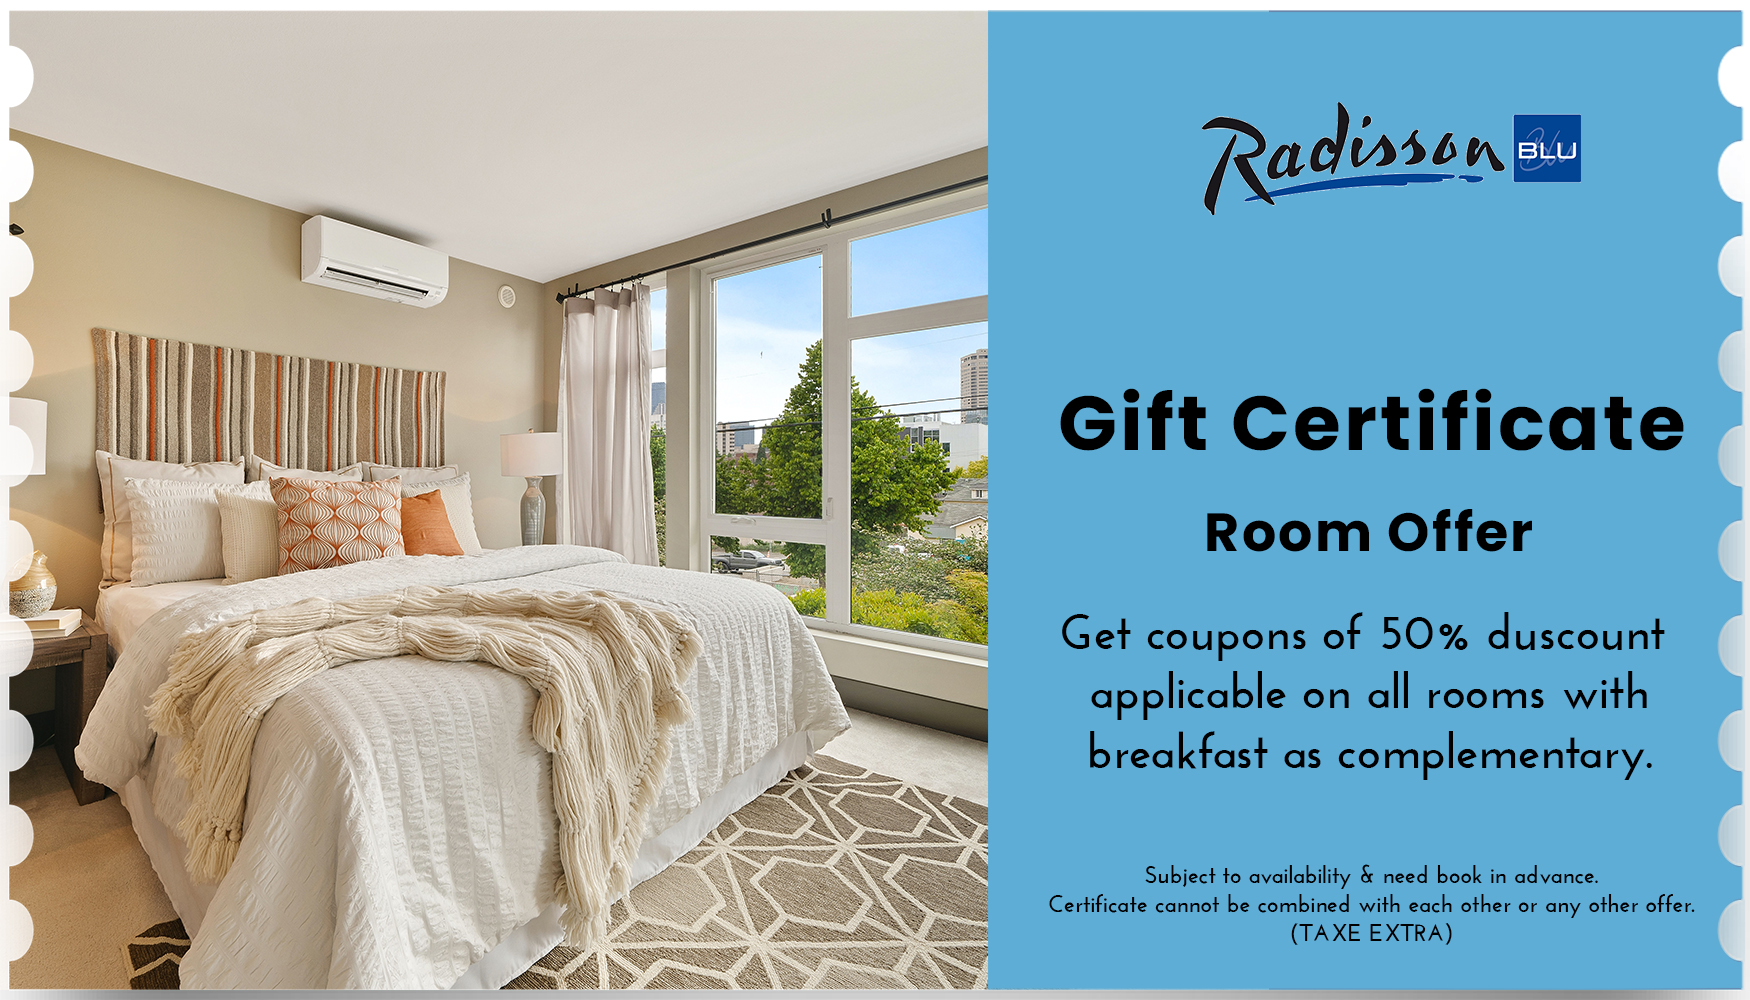 Radisson BLU
Gift Certificate
Room Offer
Get coupons of 50% duscount
applicable on all rooms with
breakfast as complementary.
Subject to availability & need book in advance.
Certificate cannot be combined with each other or any other offer.
(TAXE EXTRA)